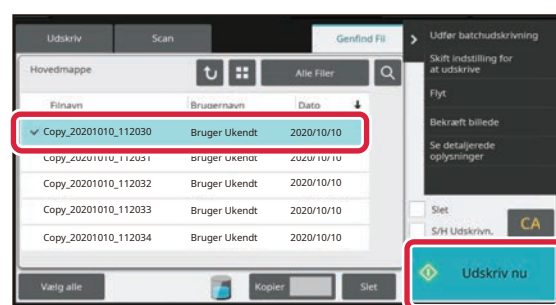 Udskriv Scan Genfind Fil
Hovedmappe Alle Filer
Filnavn Brugernavn Dato
Copy_20201010_112030 Bruger Ukendt 2020/10/10
Copy_20201010_112031 Bruger Ukendt 2020/10/10
Copy_20201010_112032 Bruger Ukendt 2020/10/10
Copy_20201010_112033 Bruger Ukendt 2020/10/10
Copy_20201010_112034 Bruger Ukendt 2020/10/10
Vælg alle Kopier Slet
Udfør batchudskrivning
Skift indstilling for
at udskrive
Flyt
Bekræft billede
Se detaljerede
oplysninger
Slet
S/H Udskrivn.
CA
Udskriv nu